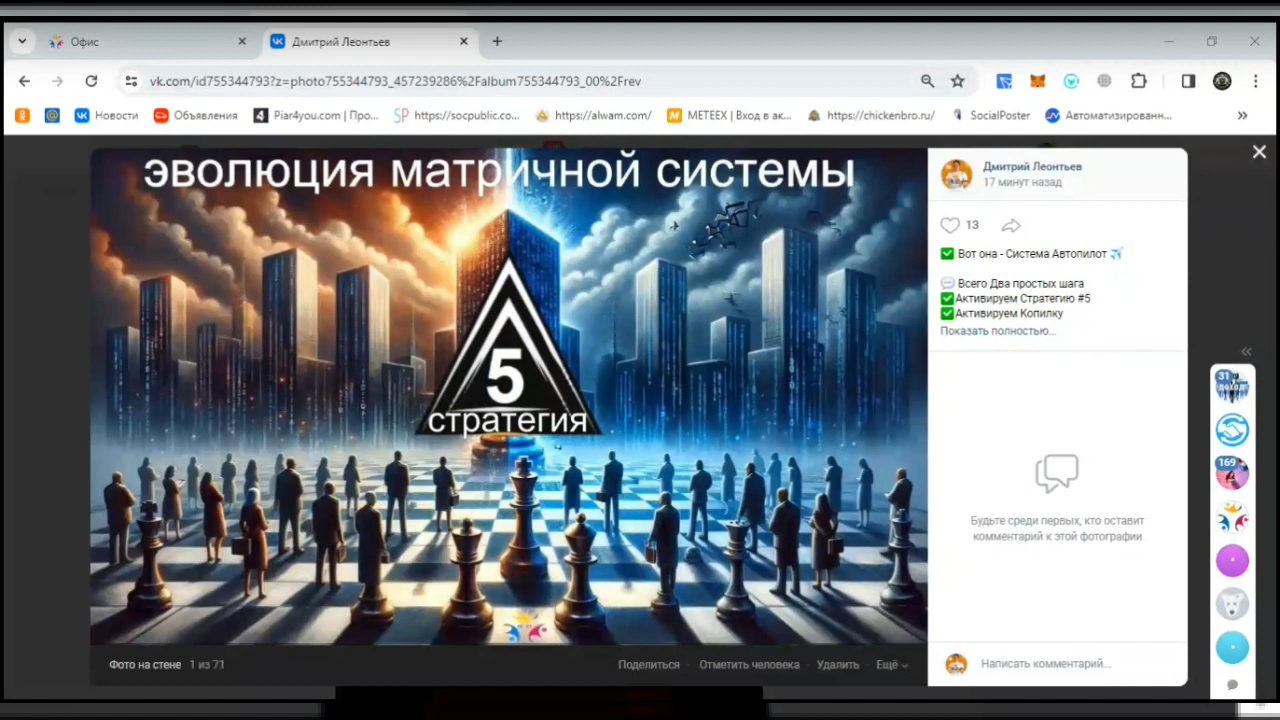 Офис
Дмитрий Леонтьев
vk.com/id755344793?z=photo755344793_457239286%2Falbum755344793_00%2Frev
Новости
Объявления
Piar4you.com | Про...
https://socpublic.co...
https://alwam.com/
METEEX | Вход в ак...
https://chickenbro.ru/
SocialPoster
Автоматизированн...
эволюция матричной системы
5
стратегия
Дмитрий Леонтьев
17 минут назад
13
✅ Вот она - Система Автопилот ✈️
💬 Всего Два простых шага
✅Активируем Стратегию #5
✅Активируем Копилку
Показать полностью...
Будьте среди первых, кто оставит
комментарий к этой фотографии
Написать комментарий...
Фото на стене 1 из 71
Поделиться
Отметить человека
Удалить
Ещё
31
доход
169